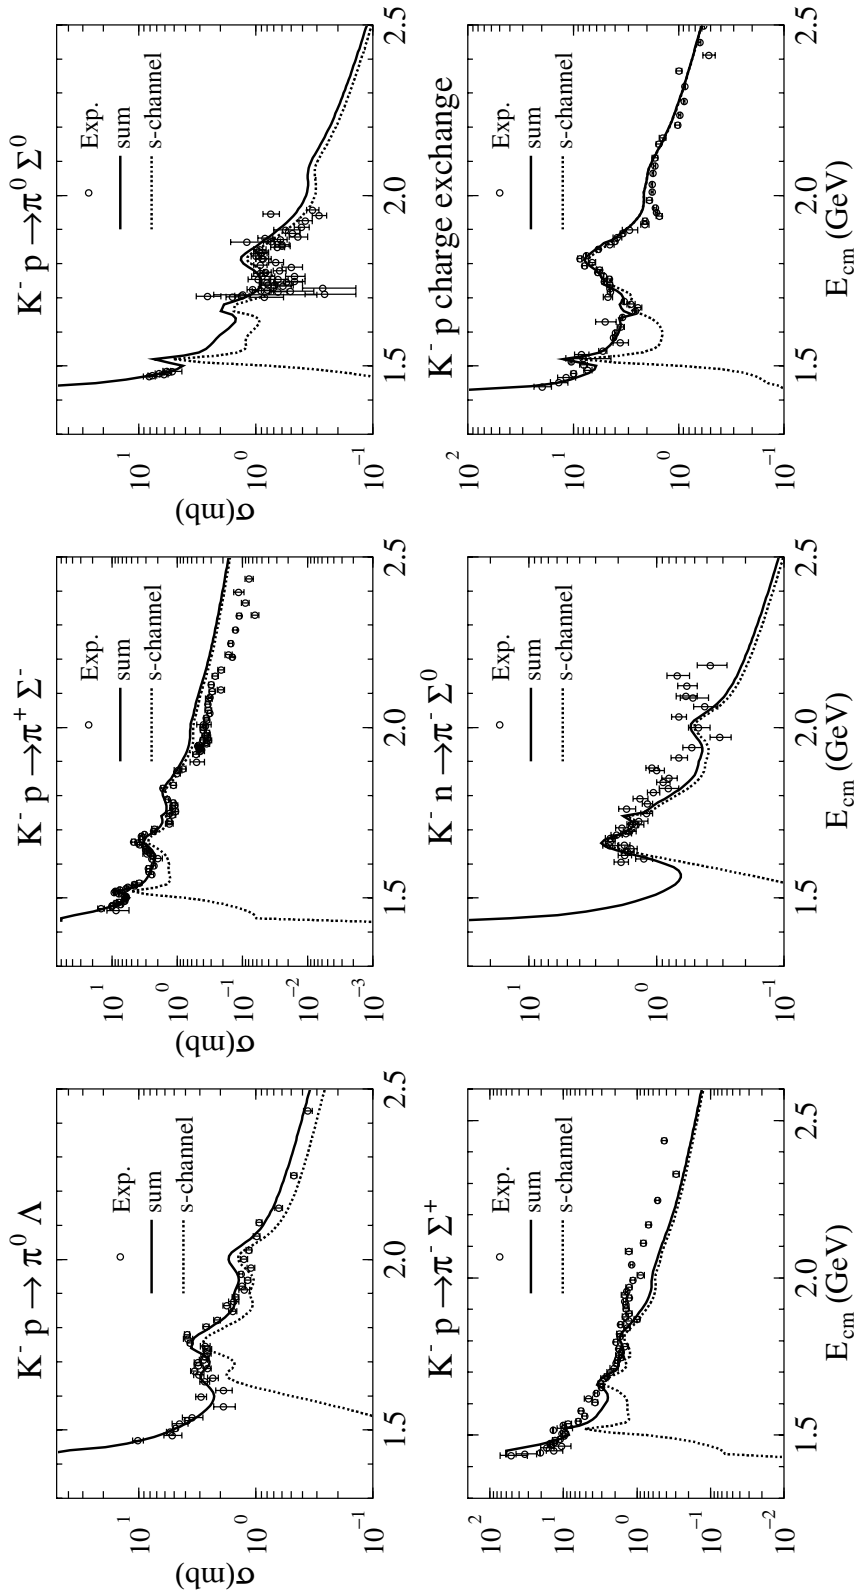 K⁻ p → π⁰ Λ
σ(mb)
10¹
10⁰
10⁻¹
Exp.
sum
s-channel
1.5
2.0
2.5
K⁻ p → π⁺ Σ⁻
σ(mb)
10¹
10⁰
10⁻¹
10⁻²
10⁻³
Exp.
sum
s-channel
1.5
2.0
2.5
K⁻ p → π⁰ Σ⁰
σ(mb)
10¹
10⁰
10⁻¹
Exp.
sum
s-channel
1.5
2.0
2.5
K⁻ p → π⁻ Σ⁺
10²
10¹
10⁰
10⁻¹
10⁻²
Exp.
sum
s-channel
1.5
2.0
2.5
E_cm (GeV)
K⁻ n → π⁻ Σ⁰
10¹
10⁰
10⁻¹
Exp.
sum
s-channel
1.5
2.0
2.5
E_cm (GeV)
K⁻ p charge exchange
10²
10¹
10⁰
10⁻¹
Exp.
sum
s-channel
1.5
2.0
2.5
E_cm (GeV)